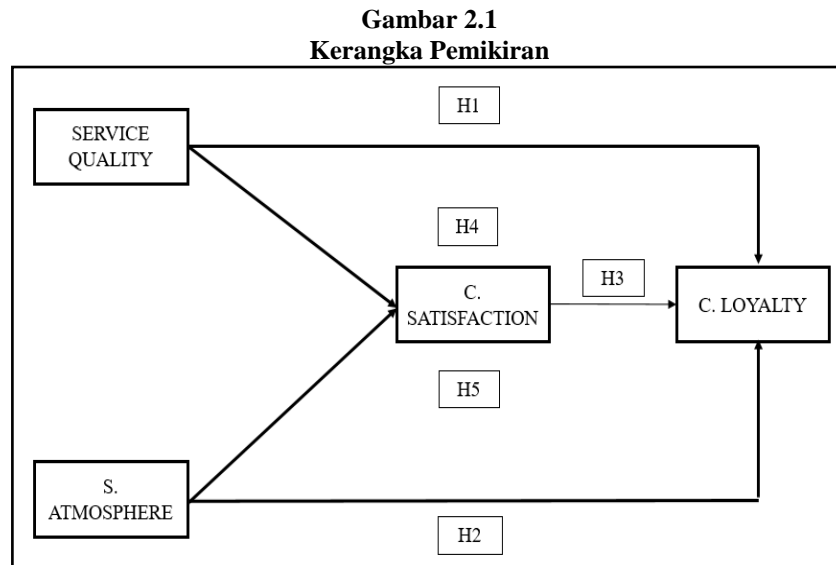 Gambar 2.1
Kerangka Pemikiran
H1
SERVICE
QUALITY
H4
C.
SATISFACTION
H3
C. LOYALTY
H5
S.
ATMOSPHERE
H2